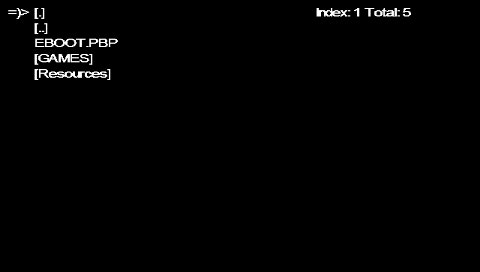 =)> [.] Index: 1 Total: 5
[..]
EBOOT.PBP
[GAMES]
[Resources]